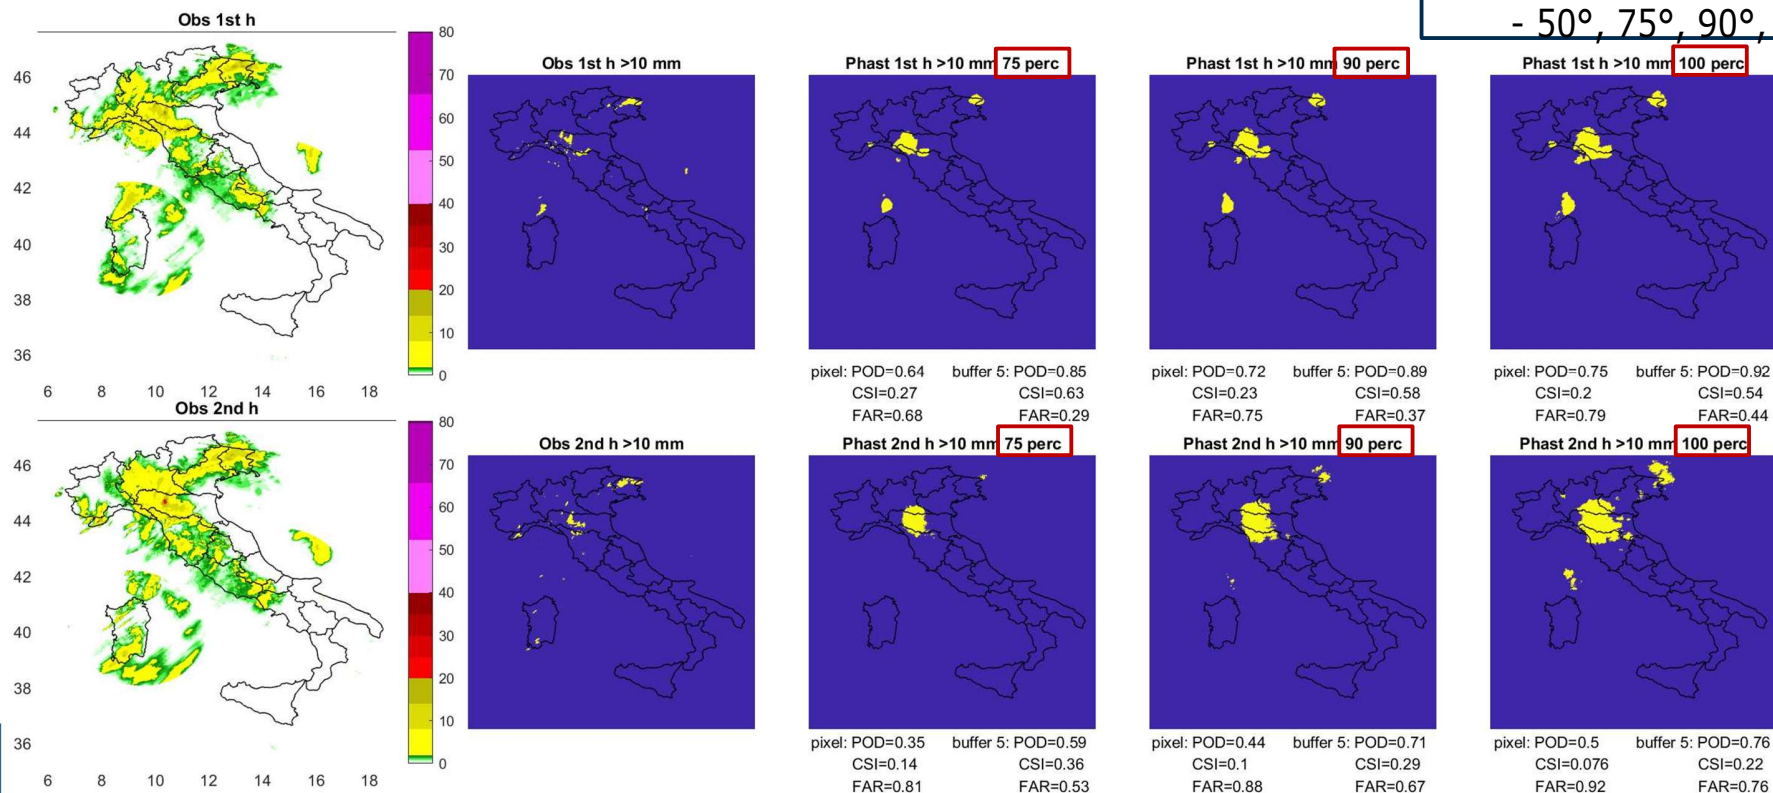 - 50°, 75°, 90°,
Obs 1st h
Obs 1st h >10 mm
Phast 1st h >10 mm 75 perc
Phast 1st h >10 mm 90 perc
Phast 1st h >10 mm 100 perc
80
70
60
50
40
30
20
10
0
46
44
42
40
38
36
6 8 10 12 14 16 18
pixel: POD=0.64 buffer 5: POD=0.85
CSI=0.27 CSI=0.63
FAR=0.68 FAR=0.29
pixel: POD=0.72 buffer 5: POD=0.89
CSI=0.23 CSI=0.58
FAR=0.75 FAR=0.37
pixel: POD=0.75 buffer 5: POD=0.92
CSI=0.2 CSI=0.54
FAR=0.79 FAR=0.44
Obs 2nd h
Obs 2nd h >10 mm
Phast 2nd h >10 mm 75 perc
Phast 2nd h >10 mm 90 perc
Phast 2nd h >10 mm 100 perc
80
70
60
50
40
30
20
10
0
46
44
42
40
38
36
6 8 10 12 14 16 18
pixel: POD=0.35 buffer 5: POD=0.59
CSI=0.14 CSI=0.36
FAR=0.81 FAR=0.53
pixel: POD=0.44 buffer 5: POD=0.71
CSI=0.1 CSI=0.29
FAR=0.88 FAR=0.67
pixel: POD=0.5 buffer 5: POD=0.76
CSI=0.076 CSI=0.22
FAR=0.92 FAR=0.76